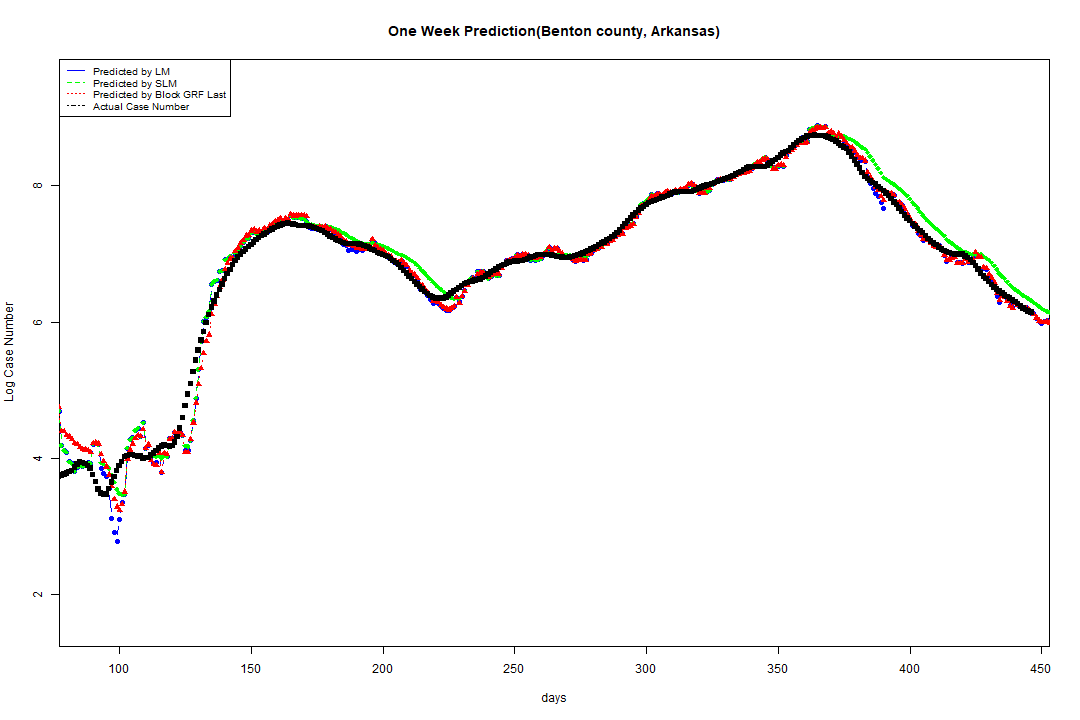 One Week Prediction(Benton county, Arkansas)
Predicted by LM
Predicted by SLM
Predicted by Block GRF Last
Actual Case Number
Log Case Number
8
6
4
2
100 150 200 250 300 350 400 450
days